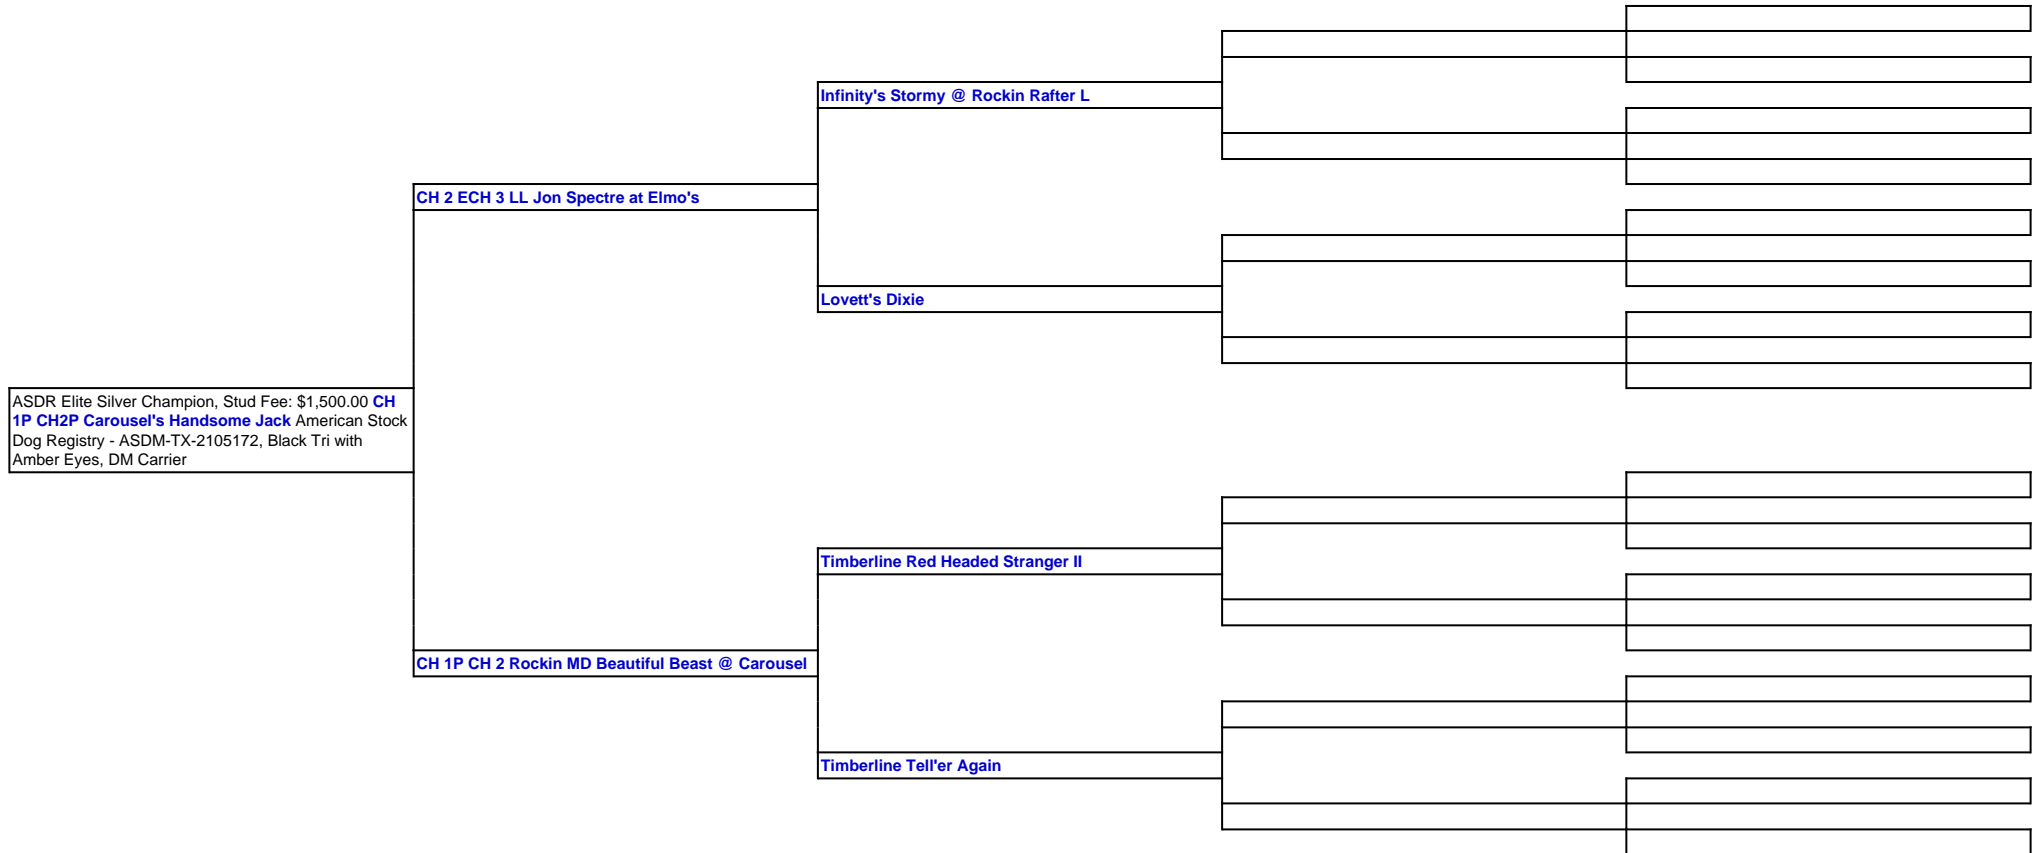 Infinity's Stormy @ Rockin Rafter L
CH 2 ECH 3 LL Jon Spectre at Elmo's
Lovett's Dixie
ASDR Elite Silver Champion, Stud Fee: $1,500.00 CH
1P CH2P Carousel's Handsome Jack American Stock
Dog Registry - ASDM-TX-2105172, Black Tri with
Amber Eyes, DM Carrier
Timberline Red Headed Stranger II
CH 1P CH 2 Rockin MD Beautiful Beast @ Carousel
Timberline Tell'er Again